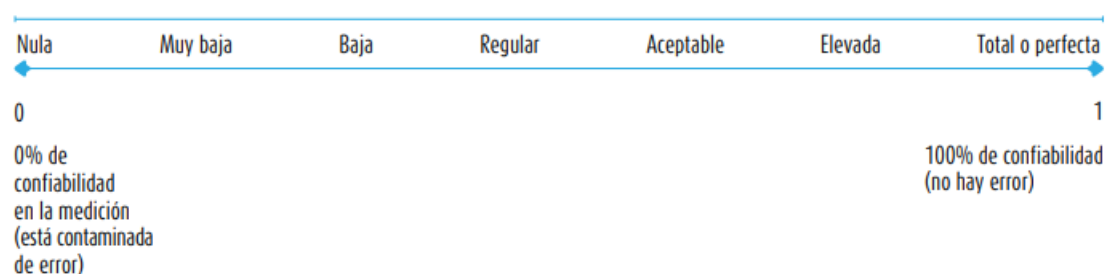 Nula Muy baja Baja Regular Aceptable Elevada Total o perfecta
0 1
0% de
confiabilidad
en la medición
(está contaminada
de error)
100% de confiabilidad
(no hay error)